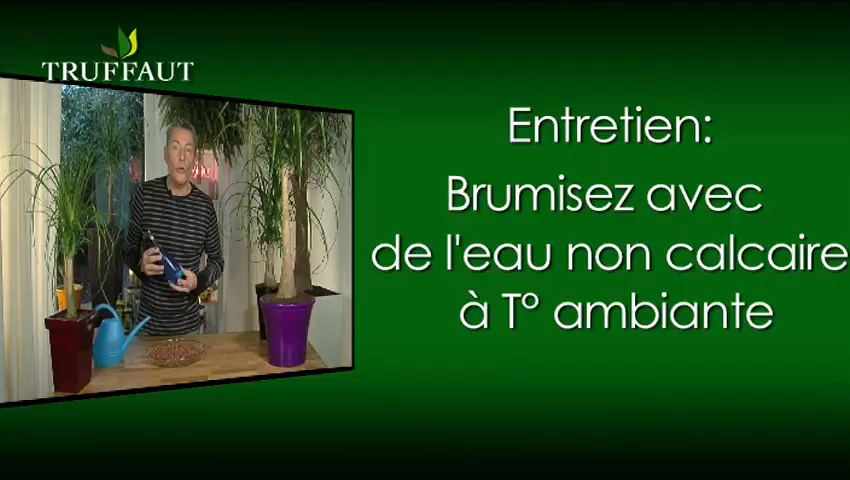 TRUFFAUT
Entretien:
Brumisez avec
de l'eau non calcaire
à T° ambiante